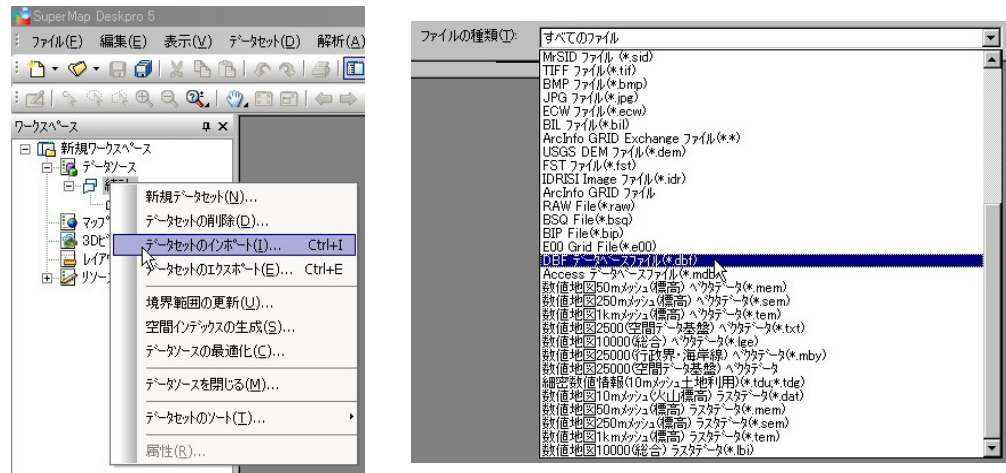 SuperMap Deskpro 5
ファイル(F) 編集(E) 表示(V) データセット(D) 解析(A)
ワークスペース
新規ワークスペース
データソース
マップ
リソー
新規データセット(N)...
データセットの削除(D)...
データセットのインポート(I)... Ctrl+I
データセットのエクスポート(E)... Ctrl+E
境界範囲の更新(U)...
空間インデックスの生成(S)...
データソースの最適化(C)...
データソースを閉じる(M)...
データセットのソート(T)...
属性(R)...
ファイルの種類(T): すべてのファイル
MrSID ファイル (*.sid)
TIFF ファイル(*.tif)
BMP ファイル(*.bmp)
JPG ファイル(*.jpg)
ECW ファイル(*.ecw)
BIL ファイル(*.bil)
ArcInfo GRID Exchange ファイル(*.*)
USGS DEM ファイル(*.dem)
FST ファイル(*.fst)
IDRISI Image ファイル(*.idr)
ArcInfo GRID ファイル
RAW File(*.raw)
BSQ File(*.bsq)
BIP File(*.bip)
E00 Grid File(*.e00)
DBF データベースファイル(*.dbf)
Access データベースファイル(*.mdb)
数値地図50mメッシュ(標高) ベクタデータ(*.mem)
数値地図250mメッシュ(標高) ベクタデータ(*.sem)
数値地図1kmメッシュ(標高) ベクタデータ(*.tem)
数値地図2500(空間データ基盤) ベクタデータ(*.txt)
数値地図10000(総合) ベクタデータ(*.lge)
数値地図25000(行政界・海岸線) ベクタデータ(*.mby)
数値地図25000(空間データ基盤) ベクタデータ
細密数値情報(10mメッシュ土地利用)(*.tdu;*.tdg)
数値地図10mメッシュ(火山標高) ラスタデータ(*.dat)
数値地図50mメッシュ(標高) ラスタデータ(*.mem)
数値地図250mメッシュ(標高) ラスタデータ(*.sem)
数値地図1kmメッシュ(標高) ラスタデータ(*.tem)
数値地図10000(総合) ラスタデータ(*.lbi)